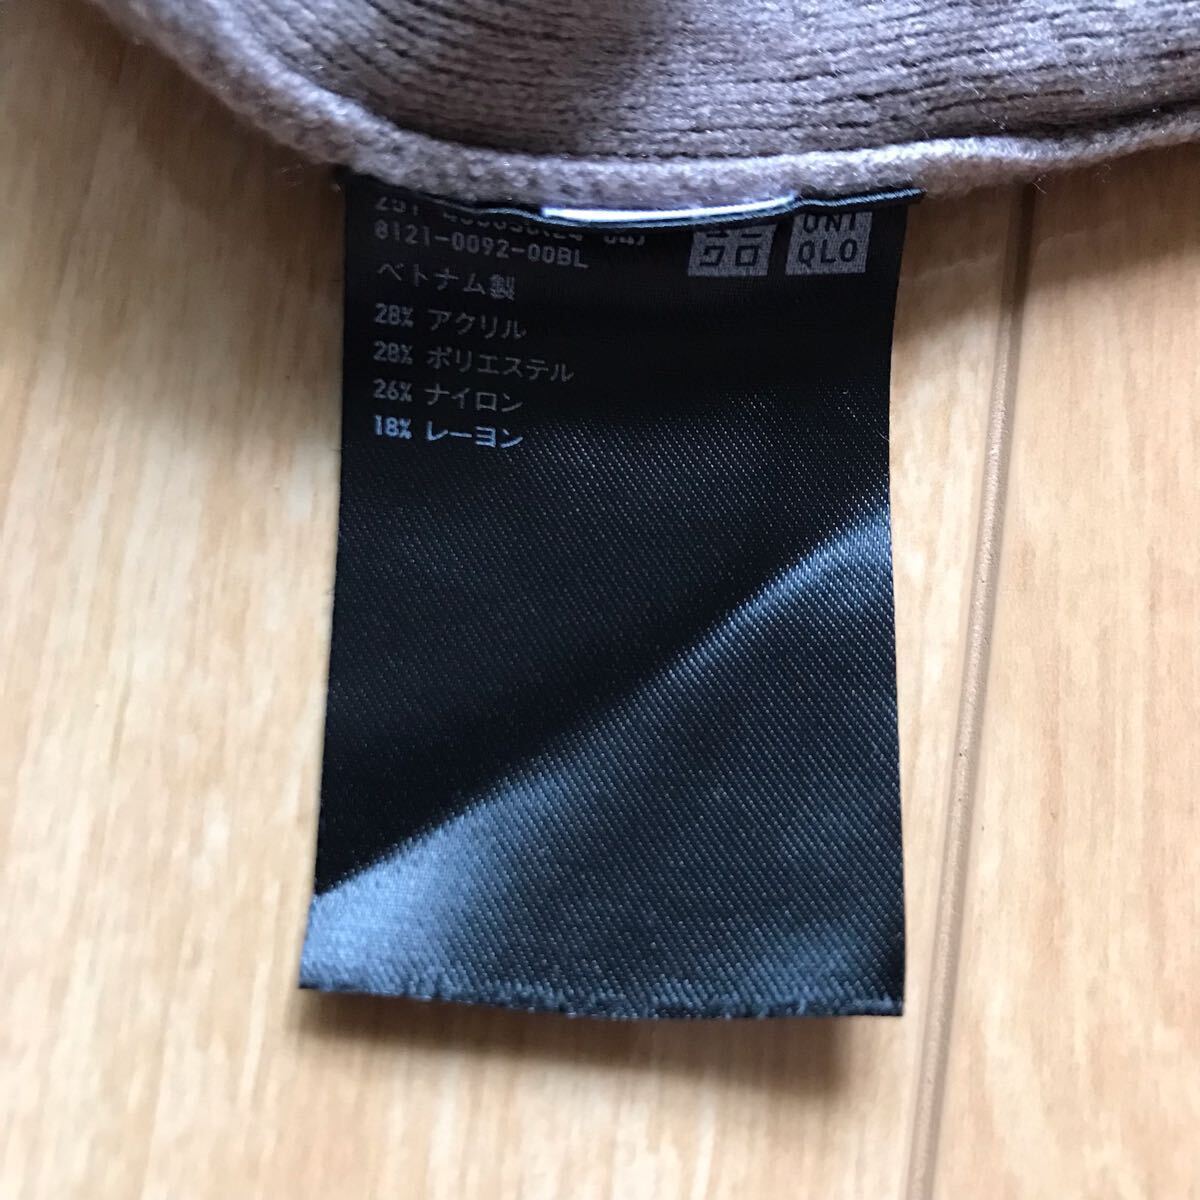 8121-0092-00BL
ベトナム製
28% アクリル
28% ポリエステル
26% ナイロン
18% レーヨン
ユニ
クロ
UNI
QLO